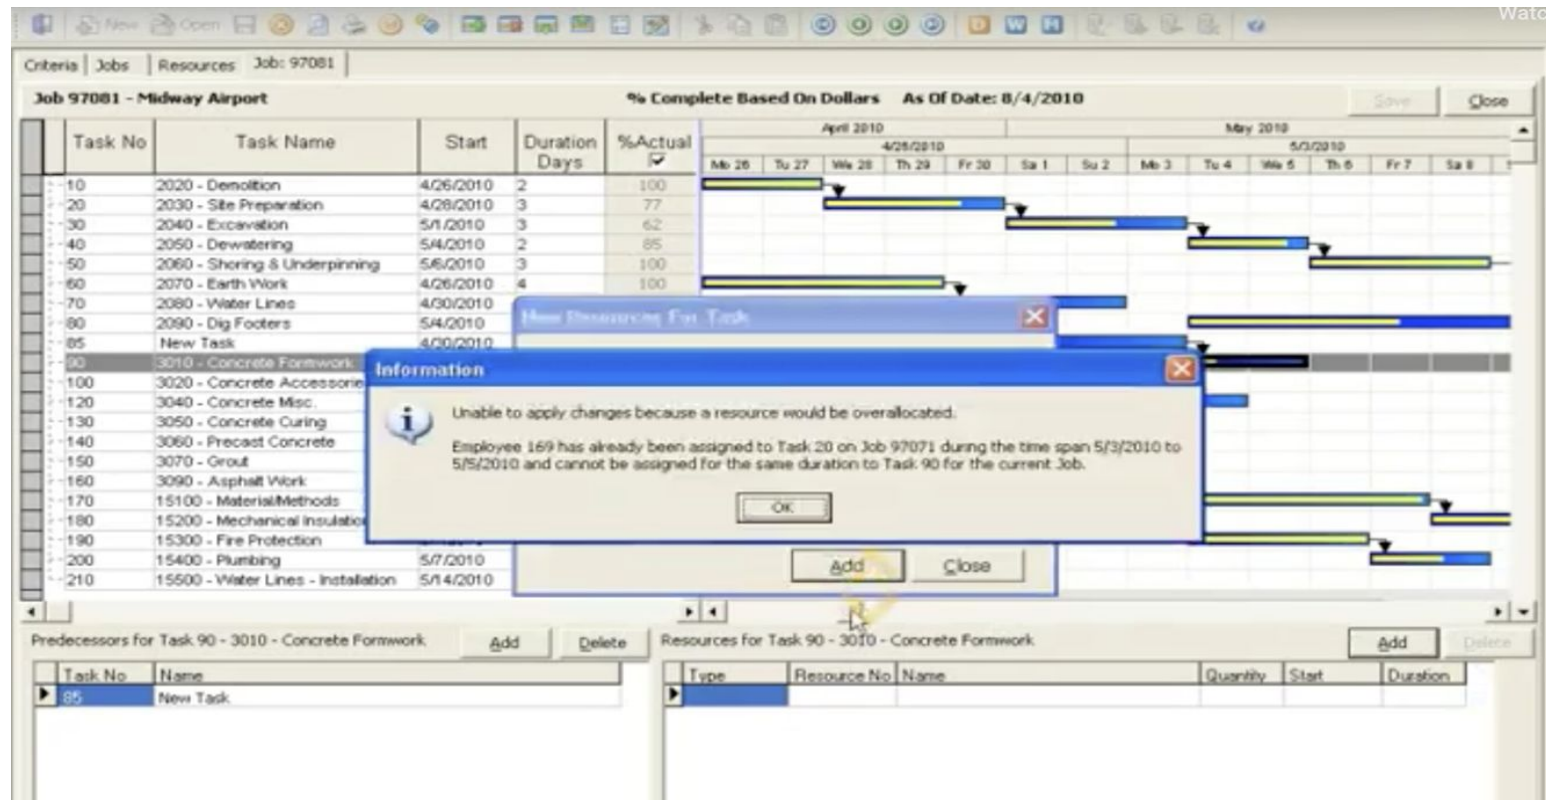 Watc
New Open
Criteria Jobs Resources Job: 97081
Job 97081 - Midway Airport % Complete Based On Dollars As Of Date: 8/4/2010 Save Close
Task No Task Name Start Duration Days %Actual
April 2010 May 2010
4/26/2010 5/3/2010
Mo 26 Tu 27 We 28 Th 29 Fr 30 Sa 1 Su 2 Mo 3 Tu 4 We 5 Th 6 Fr 7 Sa 8
10 2020 - Demolition 4/26/2010 2 100
20 2030 - Site Preparation 4/28/2010 3 77
30 2040 - Excavation 5/1/2010 3 62
40 2050 - Dewatering 5/4/2010 2 85
50 2060 - Shoring & Underpinning 5/6/2010 3 100
60 2070 - Earth Work 4/26/2010 4 100
70 2080 - Water Lines 4/30/2010
80 2090 - Dig Footers 5/4/2010
85 New Task 4/30/2010
90 3010 - Concrete Formwork
100 3020 - Concrete Accessorie
120 3040 - Concrete Misc.
130 3050 - Concrete Curing
140 3060 - Precast Concrete
150 3070 - Grout
160 3090 - Asphalt Work
170 15100 - Material/Methods
180 15200 - Mechanical Insulatio
190 15300 - Fire Protection
200 15400 - Plumbing 5/7/2010
210 15500 - Water Lines - Installation 5/14/2010
New Resources For Task
Information
Unable to apply changes because a resource would be overallocated.
Employee 169 has already been assigned to Task 20 on Job 97071 during the time span 5/3/2010 to
5/5/2010 and cannot be assigned for the same duration to Task 90 for the current Job.
OK
Add Close
Predecessors for Task 90 - 3010 - Concrete Formwork Add Delete
Task No Name
85 New Task
Resources for Task 90 - 3010 - Concrete Formwork Add Delete
Type Resource No Name Quantity Start Duration